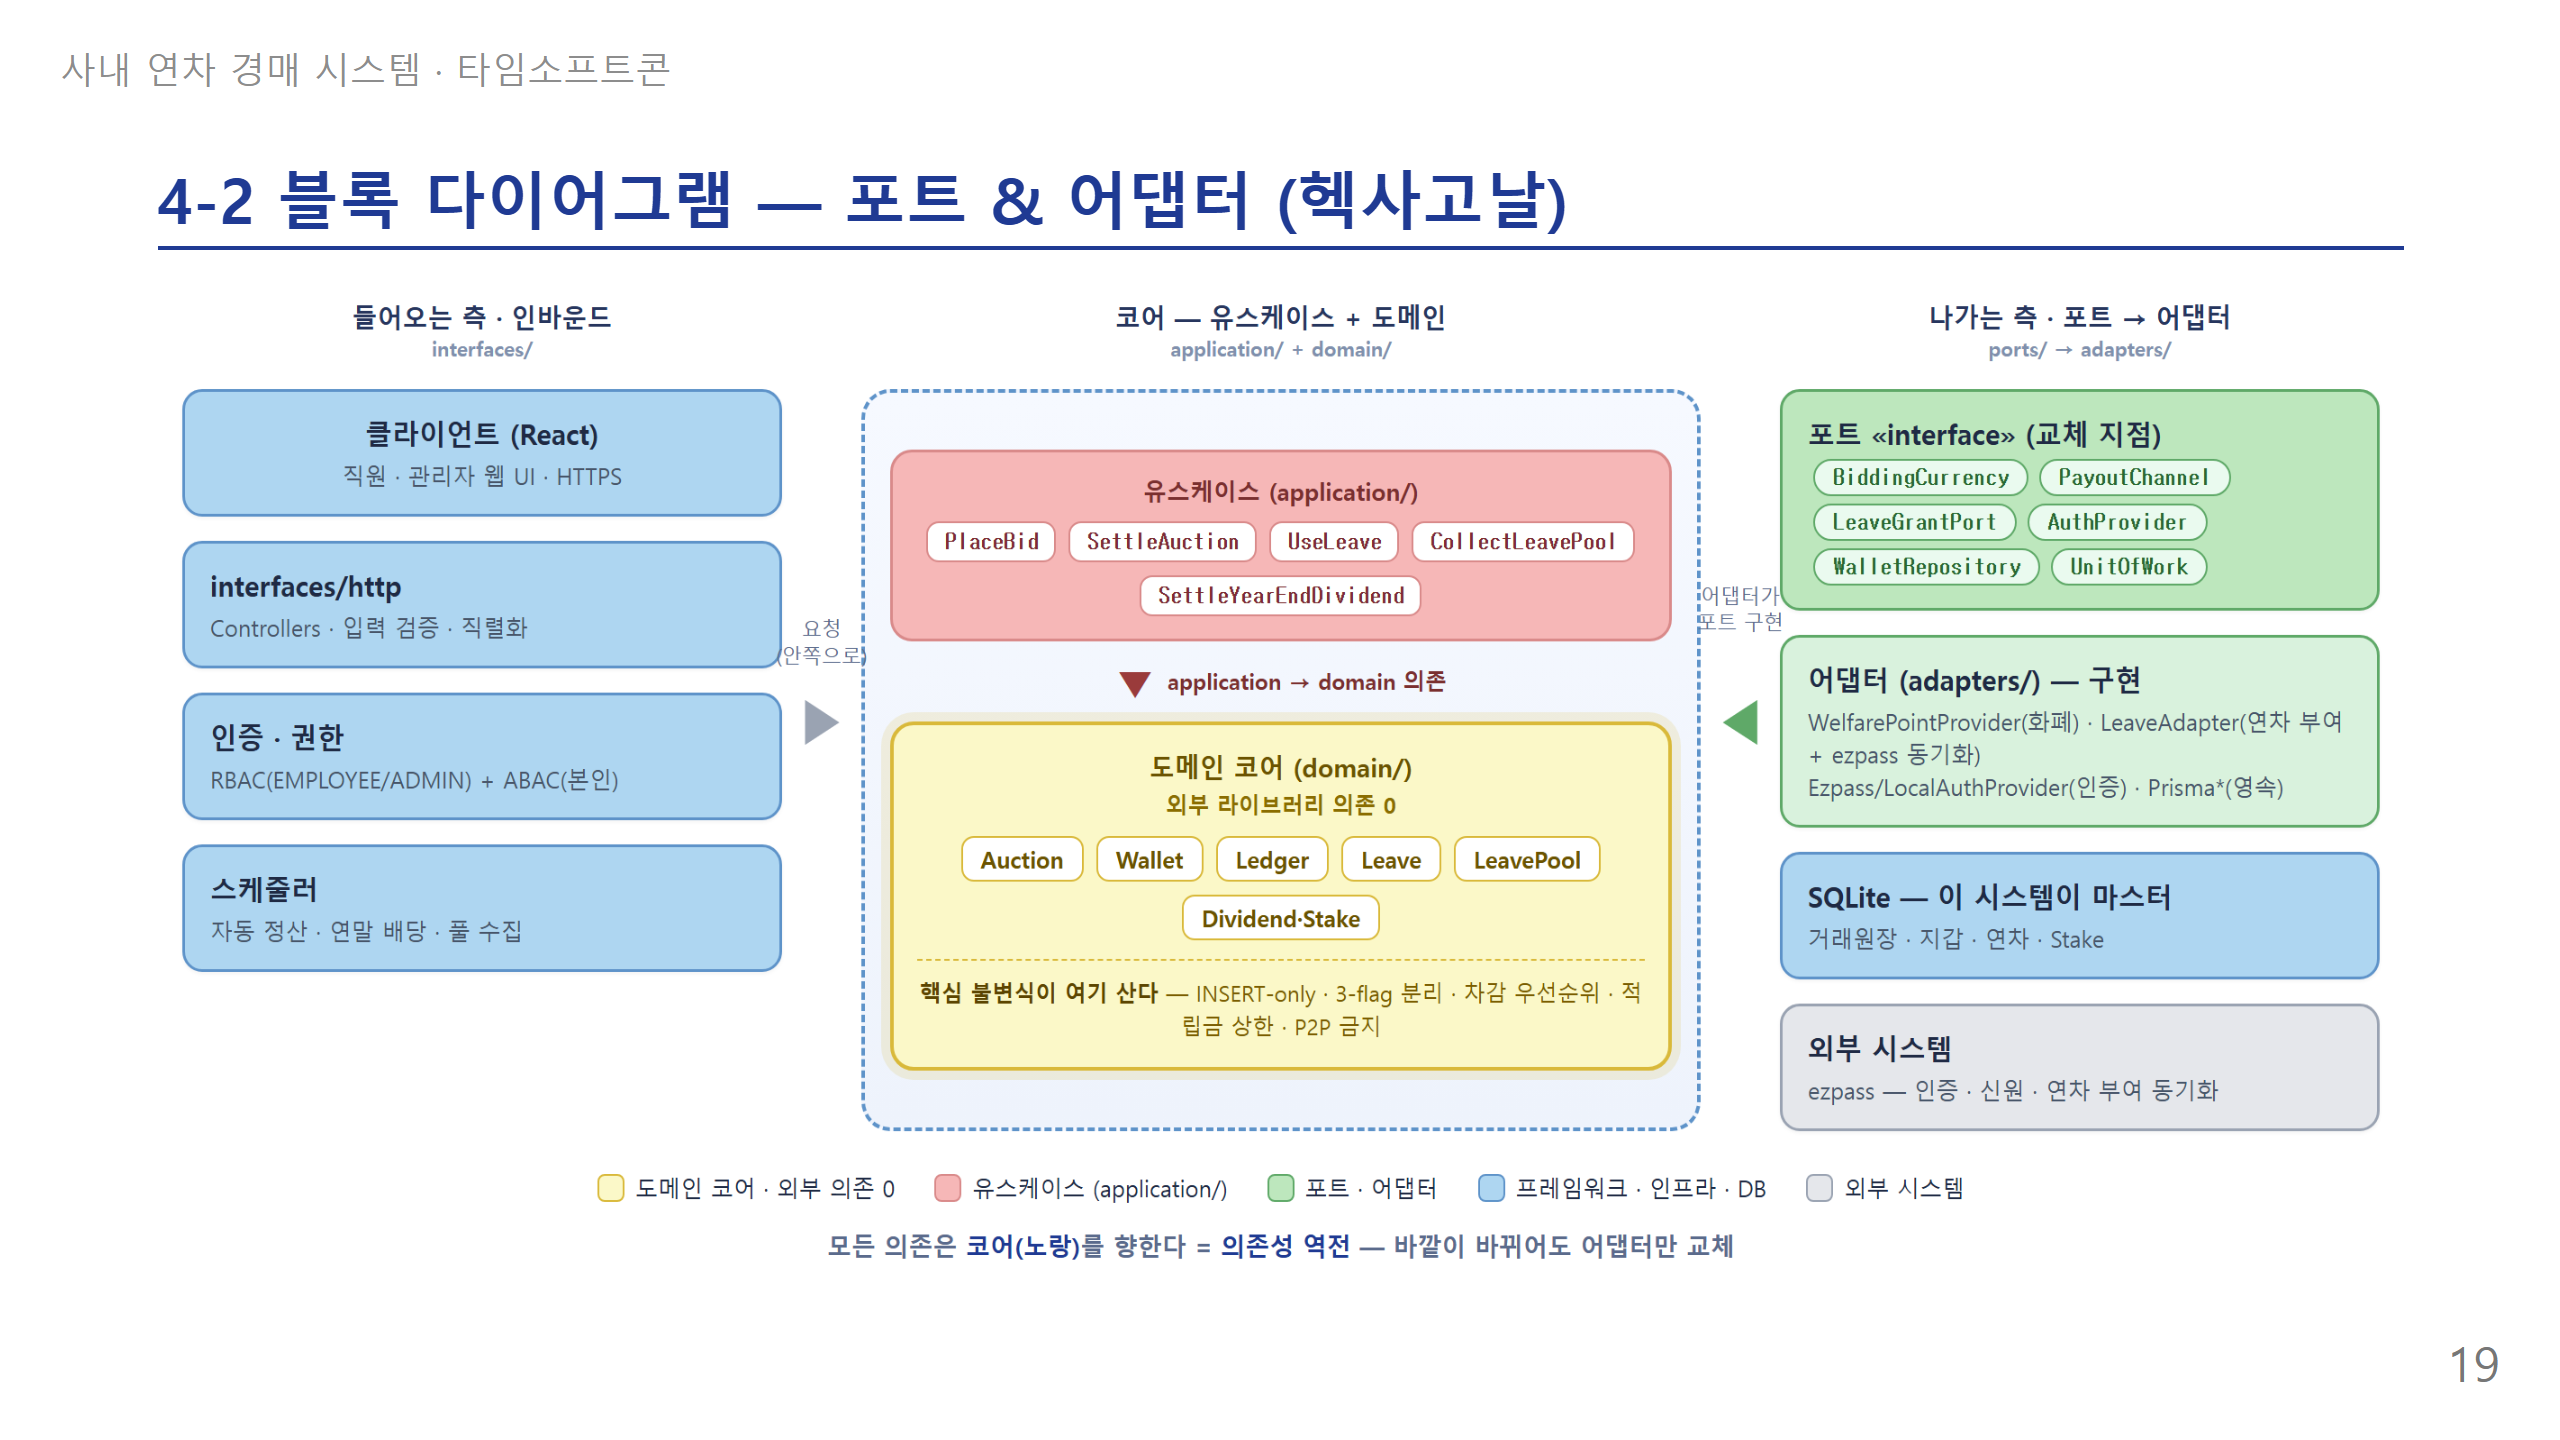 사내 연차 경매 시스템 · 타임소프트콘
4-2 블록 다이어그램 — 포트 & 어댑터 (헥사고날)
들어오는 측 · 인바운드
interfaces/
클라이언트 (React)
직원 · 관리자 웹 UI · HTTPS
interfaces/http
Controllers · 입력 검증 · 직렬화
인증 · 권한
RBAC(EMPLOYEE/ADMIN) + ABAC(본인)
스케줄러
자동 정산 · 연말 배당 · 풀 수집
요청
(안쪽으로)
코어 — 유스케이스 + 도메인
application/ + domain/
유스케이스 (application/)
PlaceBid SettleAuction UseLeave CollectLeavePool
SettleYearEndDividend
application → domain 의존
도메인 코어 (domain/)
외부 라이브러리 의존 0
Auction Wallet Ledger Leave LeavePool
Dividend·Stake
핵심 불변식이 여기 산다 — INSERT-only · 3-flag 분리 · 차감 우선순위 · 적
립금 상한 · P2P 금지
어댑터가
포트 구현
나가는 측 · 포트 → 어댑터
ports/ → adapters/
포트 «interface» (교체 지점)
BiddingCurrency PayoutChannel
LeaveGrantPort AuthProvider
WalletRepository UnitOfWork
어댑터 (adapters/) — 구현
WelfarePointProvider(화폐) · LeaveAdapter(연차 부여
+ ezpass 동기화)
Ezpass/LocalAuthProvider(인증) · Prisma*(영속)
SQLite — 이 시스템이 마스터
거래원장 · 지갑 · 연차 · Stake
외부 시스템
ezpass — 인증 · 신원 · 연차 부여 동기화
도메인 코어 · 외부 의존 0 유스케이스 (application/) 포트 · 어댑터 프레임워크 · 인프라 · DB 외부 시스템
모든 의존은 코어(노랑)를 향한다 = 의존성 역전 — 바깥이 바뀌어도 어댑터만 교체
19